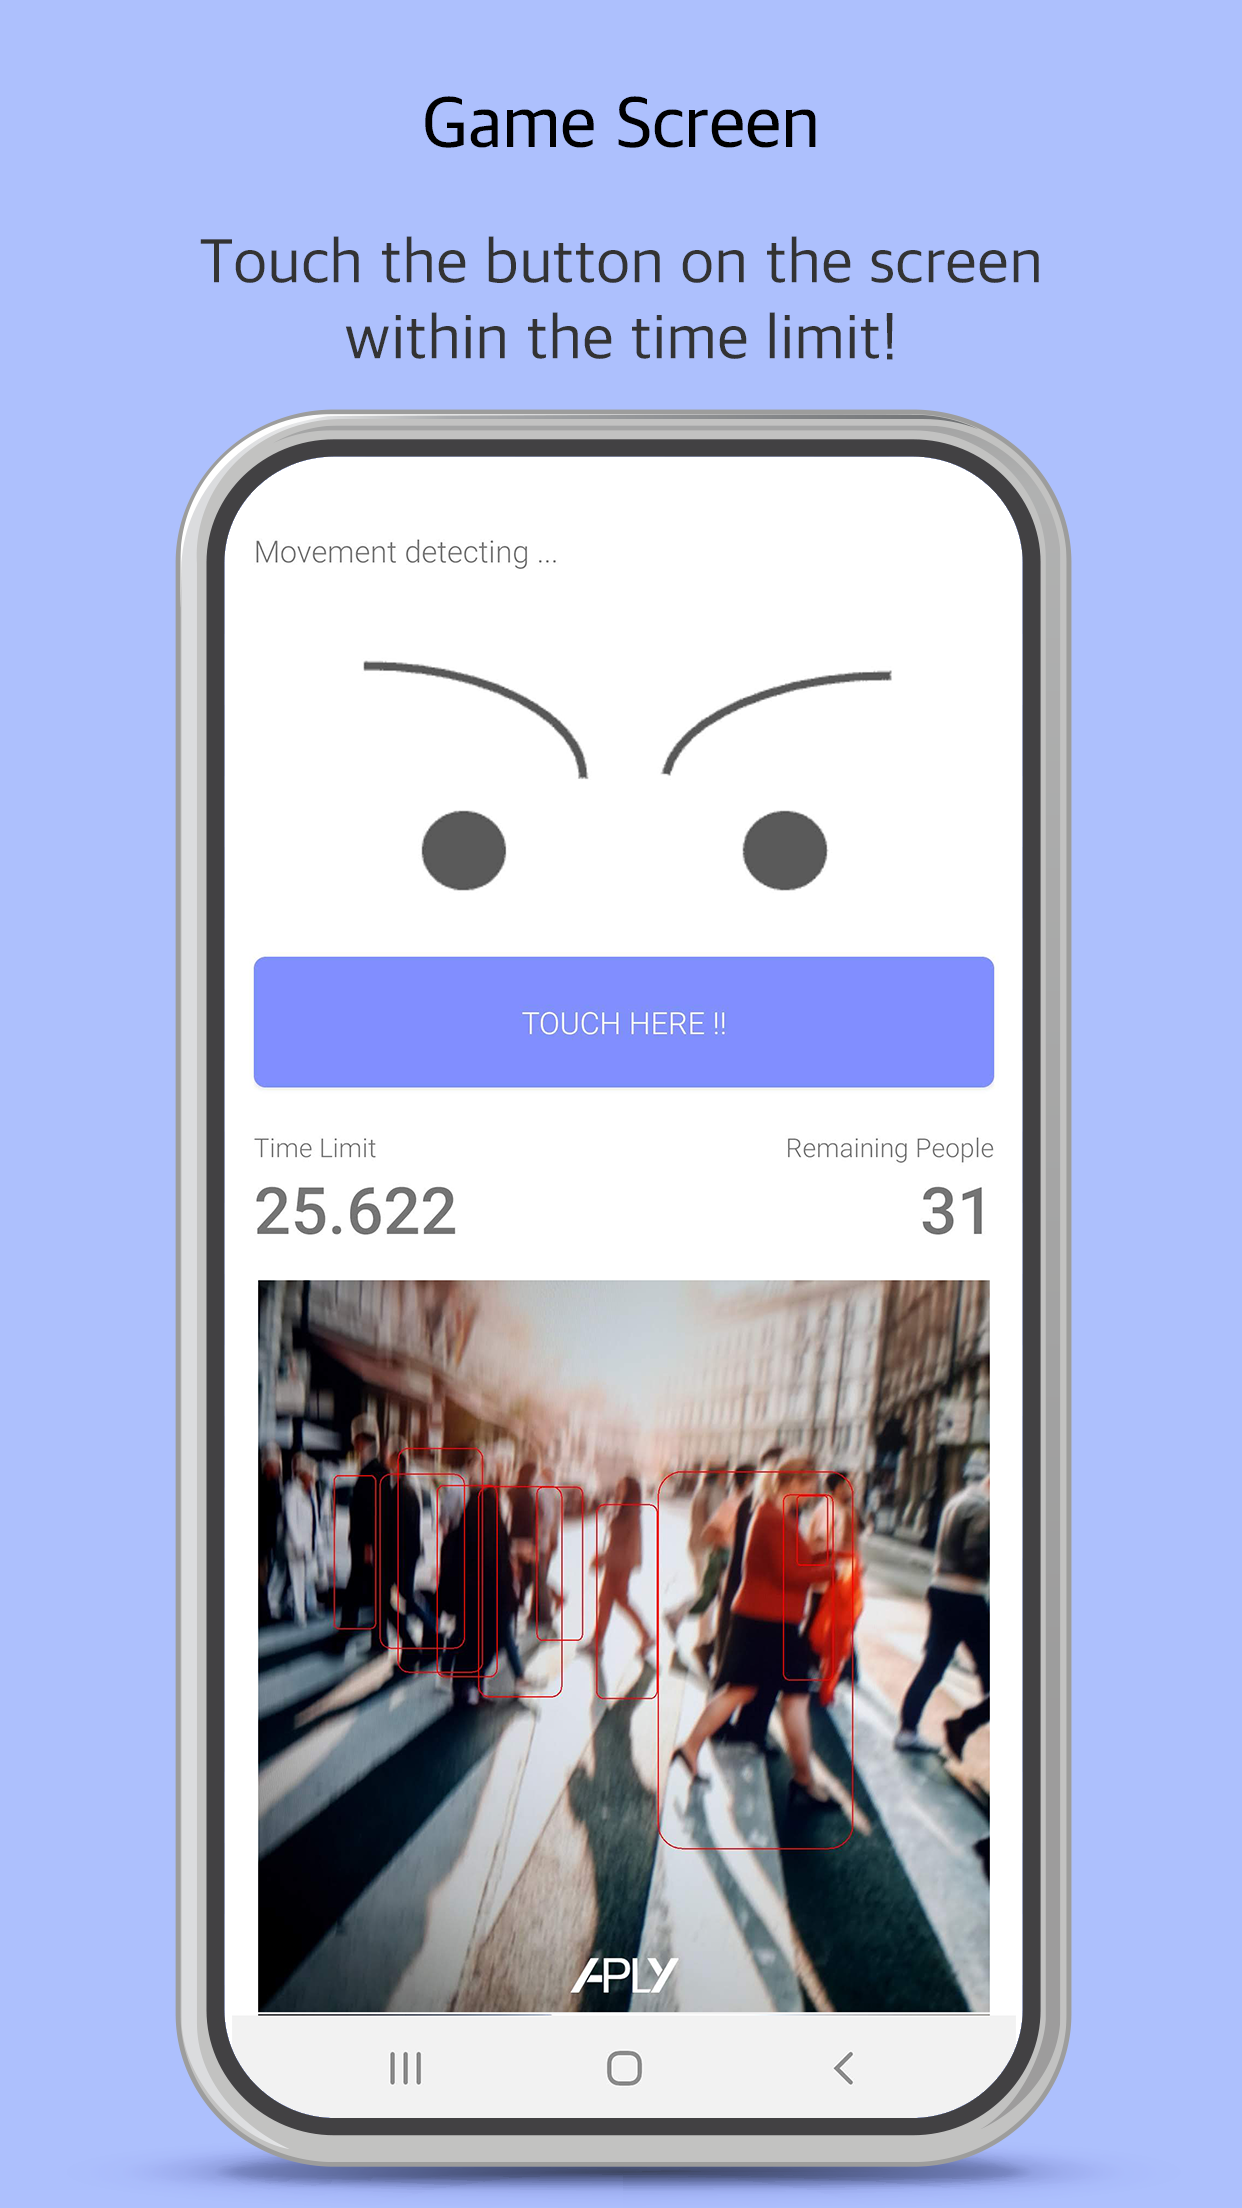 Game Screen
Touch the button on the screen
within the time limit!
Movement detecting ...
TOUCH HERE !!
Time Limit
Remaining People
25.622
31
APLY